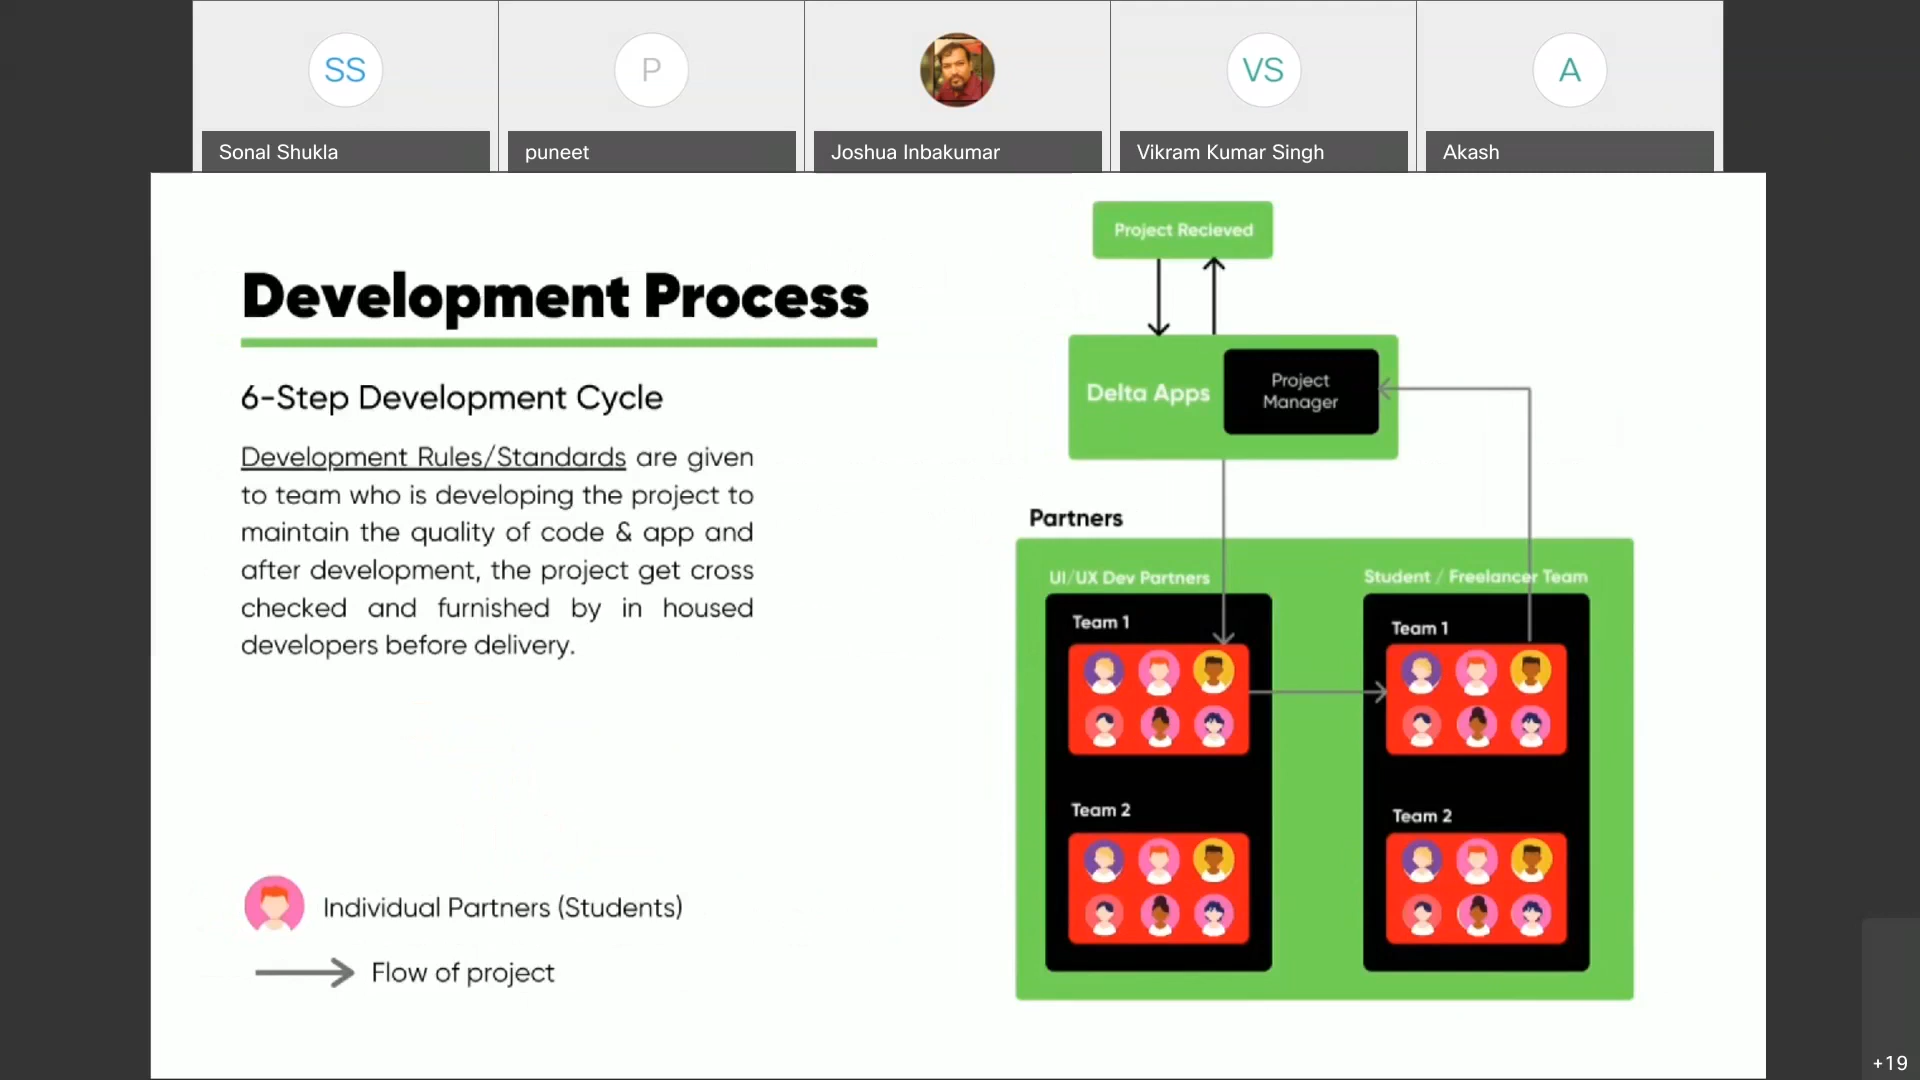 SS
P
VS
A
Sonal Shukla
puneet
Joshua Inbakumar
Vikram Kumar Singh
Akash
Development Process
6-Step Development Cycle
Development Rules/Standards are given
to team who is developing the project to
maintain the quality of code & app and
after development, the project get cross
checked and furnished by in housed
developers before delivery.
Individual Partners (Students)
Flow of project
Project Recieved
Delta Apps
Project
Manager
Partners
UI/UX Dev Partners
Student / Freelancer Team
Team 1
Team 1
Team 2
Team 2
+19